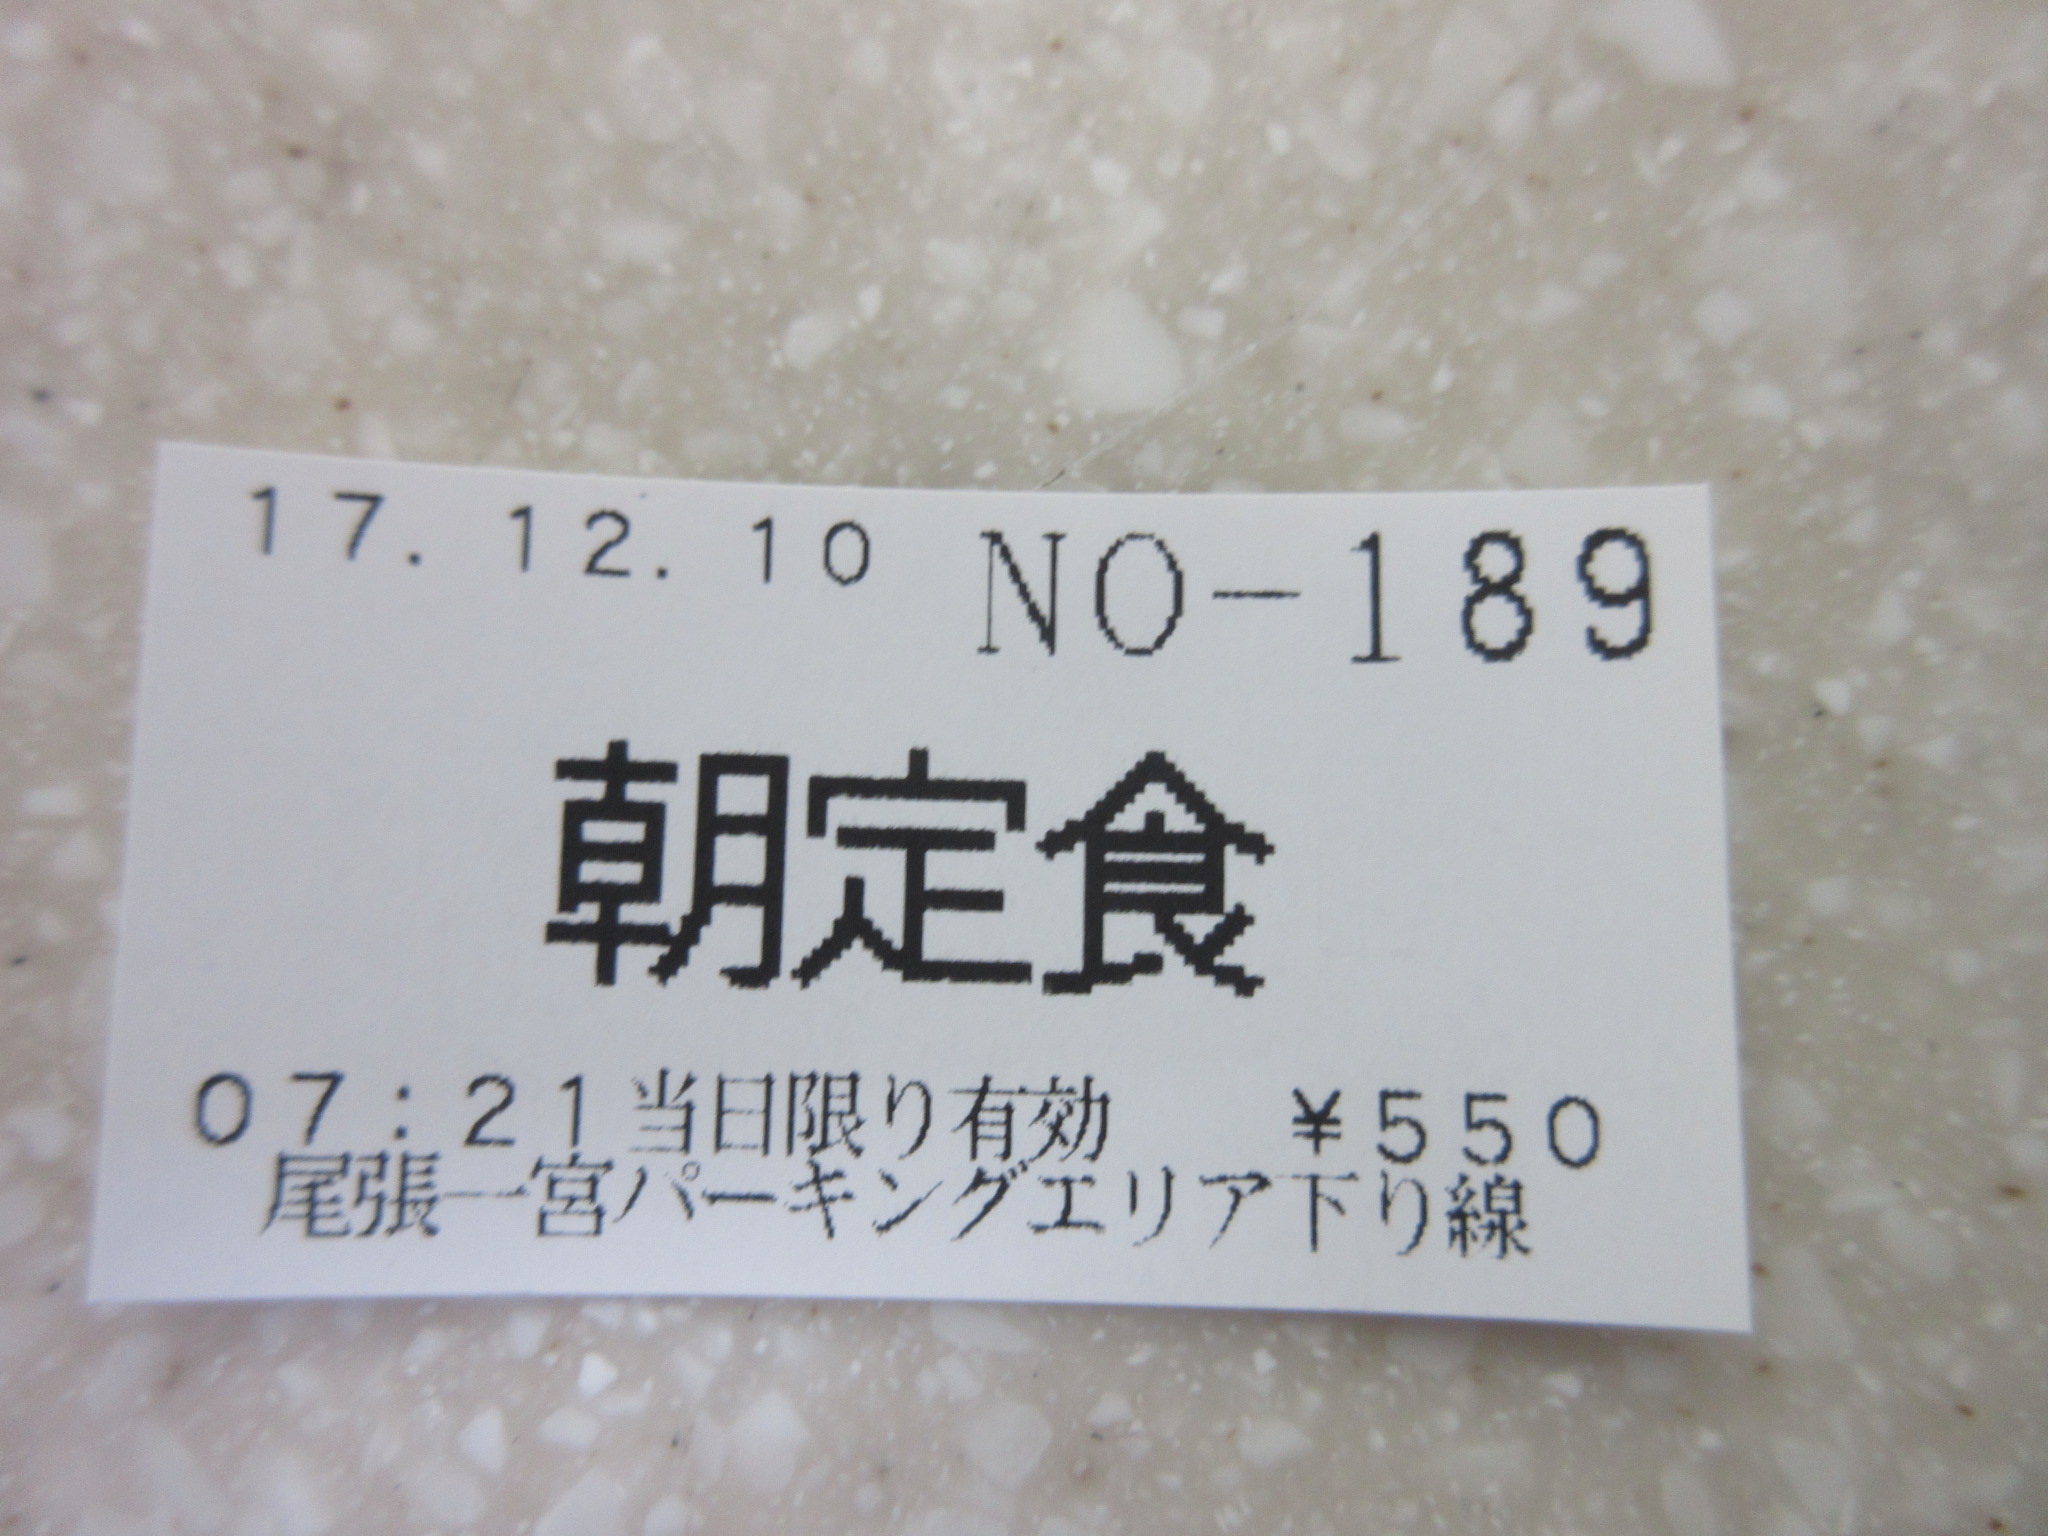 17.12.10 NO-189
朝定食
07:21当日限り有効 ¥550
尾張一宮パーキングエリア下り線